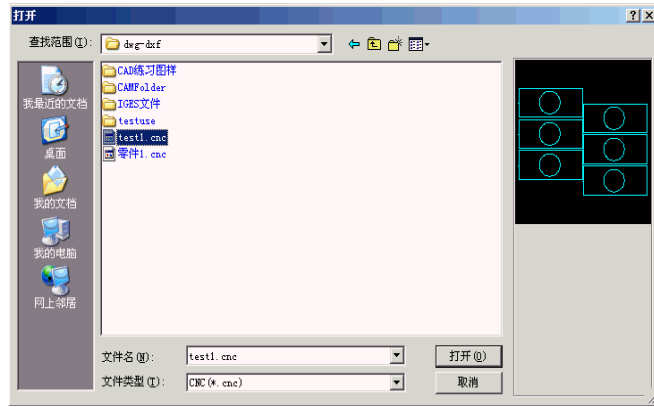 打开
查找范围(I):
dwg-dxf
我最近的文档
桌面
我的文档
我的电脑
网上邻居
CAD练习图样
CAMFolder
IGES文件
testuse
test1.cnc
零件1.cnc
文件名(N):
test1.cnc
打开(O)
文件类型(T):
CNC(*.cnc)
取消